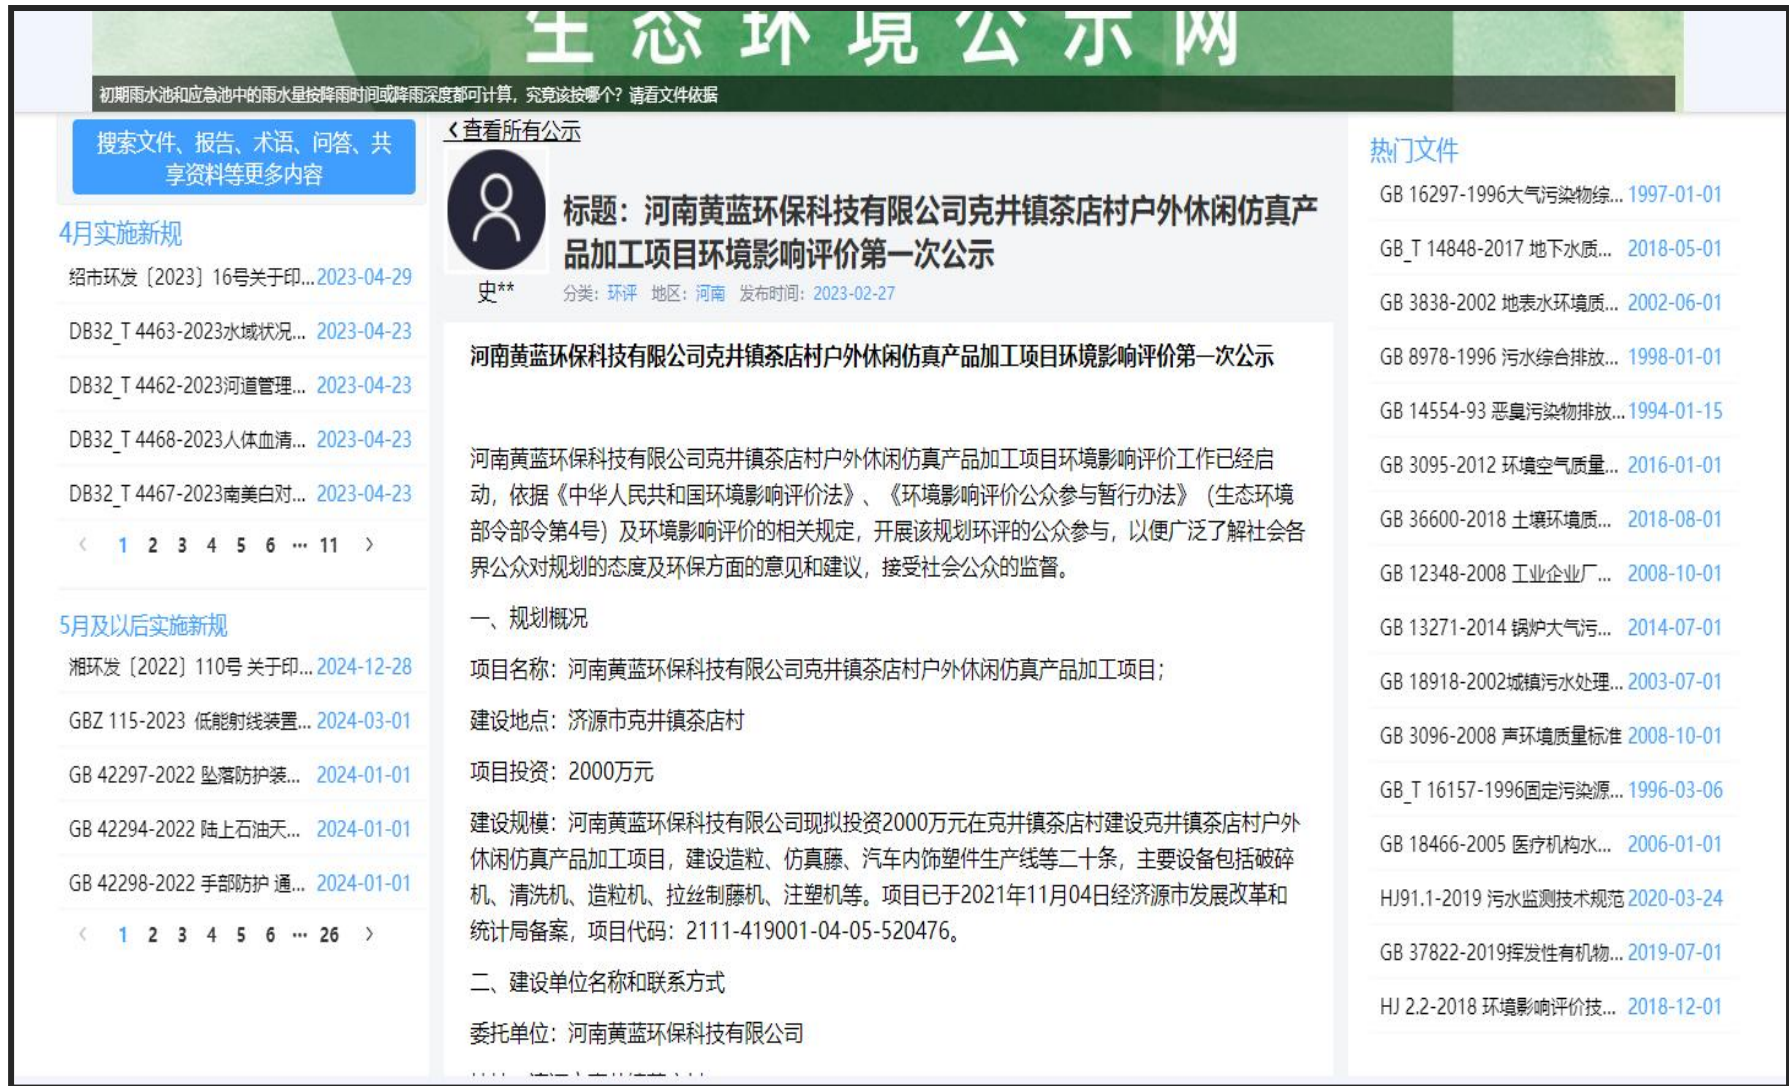 生态环境公示网
初期雨水池和应急池中的雨水量按降雨时间或降雨深度都可计算，究竟该按哪个？请看文件依据
搜索文件、报告、术语、问答、共
享资料等更多内容
4月实施新规
绍市环发〔2023〕16号关于印... 2023-04-29
DB32_T 4463-2023水域状况... 2023-04-23
DB32_T 4462-2023河道管理... 2023-04-23
DB32_T 4468-2023人体血清... 2023-04-23
DB32_T 4467-2023南美白对... 2023-04-23
< 1 2 3 4 5 6 ··· 11 >
5月及以后实施新规
湘环发〔2022〕110号 关于印... 2024-12-28
GBZ 115-2023 低能射线装置... 2024-03-01
GB 42297-2022 坠落防护装... 2024-01-01
GB 42294-2022 陆上石油天... 2024-01-01
GB 42298-2022 手部防护 通... 2024-01-01
< 1 2 3 4 5 6 ··· 26 >
<查看所有公示
史**
标题：河南黄蓝环保科技有限公司克井镇茶店村户外休闲仿真产
品加工项目环境影响评价第一次公示
分类：环评 地区：河南 发布时间：2023-02-27
河南黄蓝环保科技有限公司克井镇茶店村户外休闲仿真产品加工项目环境影响评价第一次公示
河南黄蓝环保科技有限公司克井镇茶店村户外休闲仿真产品加工项目环境影响评价工作已经启
动，依据《中华人民共和国环境影响评价法》、《环境影响评价公众参与暂行办法》（生态环境
部令部令第4号）及环境影响评价的相关规定，开展该规划环评的公众参与，以便广泛了解社会各
界公众对规划的态度及环保方面的意见和建议，接受社会公众的监督。
一、规划概况
项目名称：河南黄蓝环保科技有限公司克井镇茶店村户外休闲仿真产品加工项目；
建设地点：济源市克井镇茶店村
项目投资：2000万元
建设规模：河南黄蓝环保科技有限公司现拟投资2000万元在克井镇茶店村建设克井镇茶店村户外
休闲仿真产品加工项目，建设造粒、仿真藤、汽车内饰塑件生产线等二十条，主要设备包括破碎
机、清洗机、造粒机、拉丝制藤机、注塑机等。项目已于2021年11月04日经济源市发展改革和
统计局备案，项目代码：2111-419001-04-05-520476。
二、建设单位名称和联系方式
委托单位：河南黄蓝环保科技有限公司
热门文件
GB 16297-1996大气污染物综... 1997-01-01
GB_T 14848-2017 地下水质... 2018-05-01
GB 3838-2002 地表水环境质... 2002-06-01
GB 8978-1996 污水综合排放... 1998-01-01
GB 14554-93 恶臭污染物排放... 1994-01-15
GB 3095-2012 环境空气质量... 2016-01-01
GB 36600-2018 土壤环境质... 2018-08-01
GB 12348-2008 工业企业厂... 2008-10-01
GB 13271-2014 锅炉大气污... 2014-07-01
GB 18918-2002城镇污水处理... 2003-07-01
GB 3096-2008 声环境质量标准 2008-10-01
GB_T 16157-1996固定污染源... 1996-03-06
GB 18466-2005 医疗机构水... 2006-01-01
HJ91.1-2019 污水监测技术规范 2020-03-24
GB 37822-2019挥发性有机物... 2019-07-01
HJ 2.2-2018 环境影响评价技... 2018-12-01